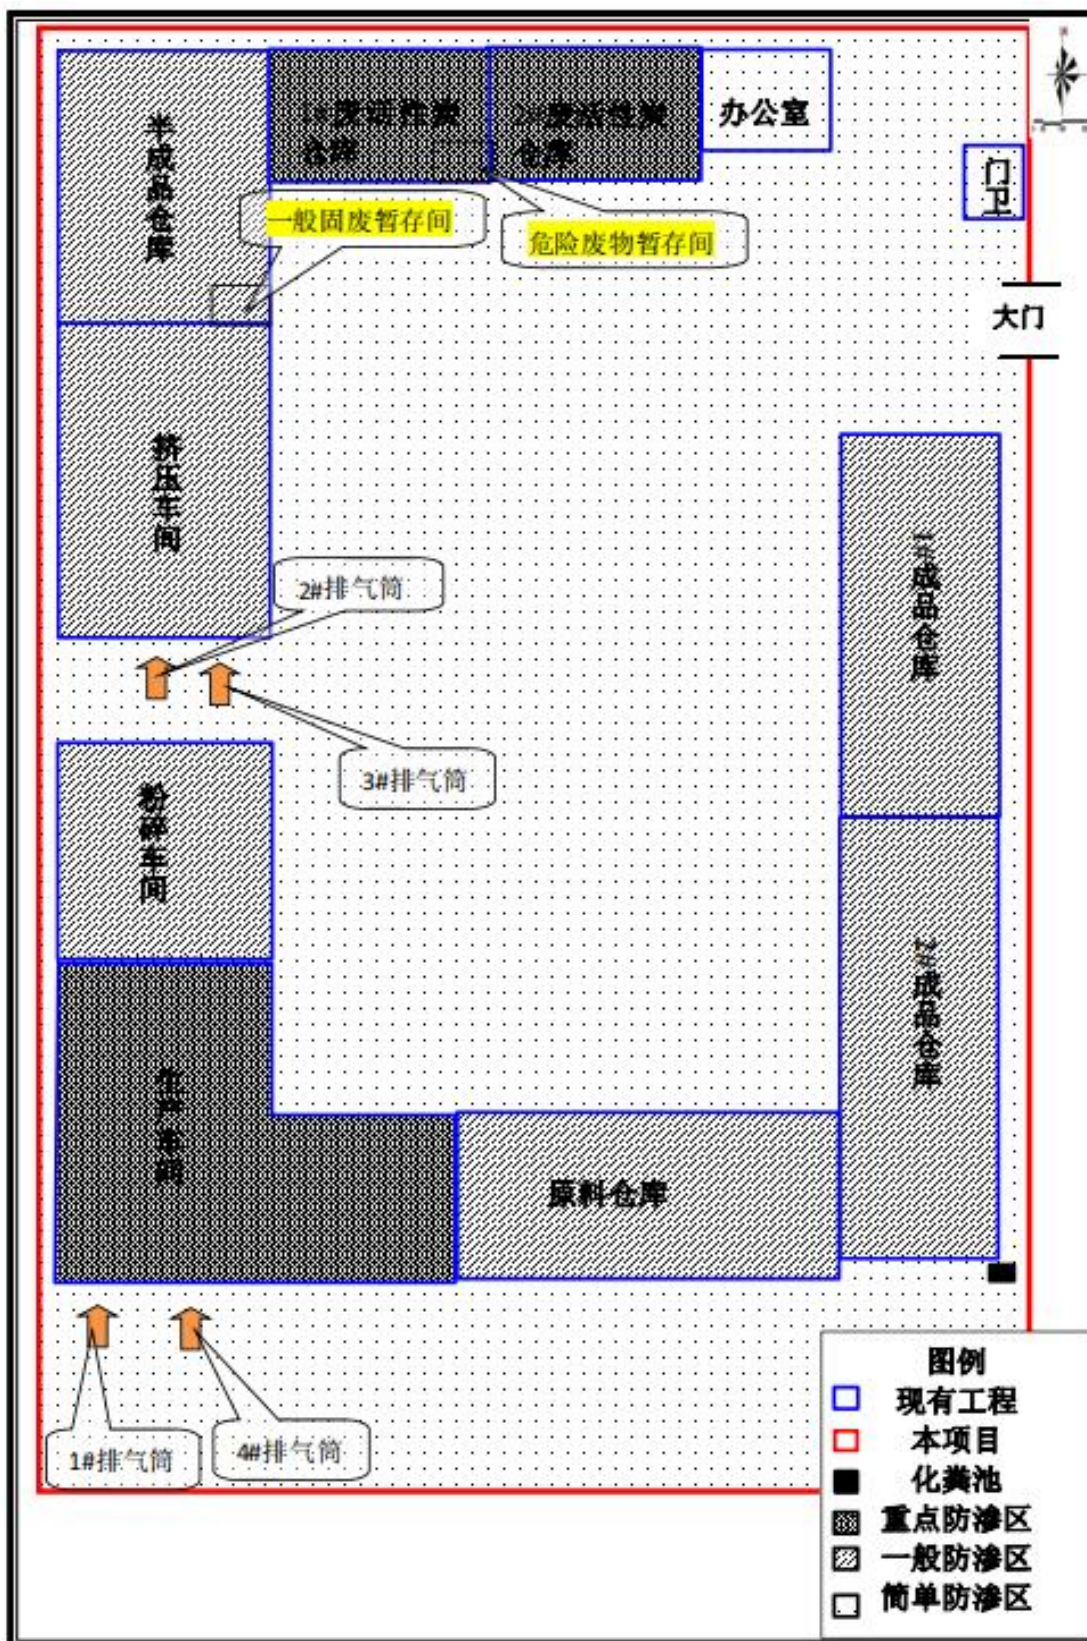 1#废活性炭
仓库
2#废活性炭
仓库
办公室
半成品仓库
门卫
一般固废暂存间
危险废物暂存间
大门
挤压车间
1#成品仓库
2#排气筒
3#排气筒
粉碎车间
2#成品仓库
生产车间
原料仓库
1#排气筒
4#排气筒
图例
现有工程
本项目
化粪池
重点防渗区
一般防渗区
简单防渗区